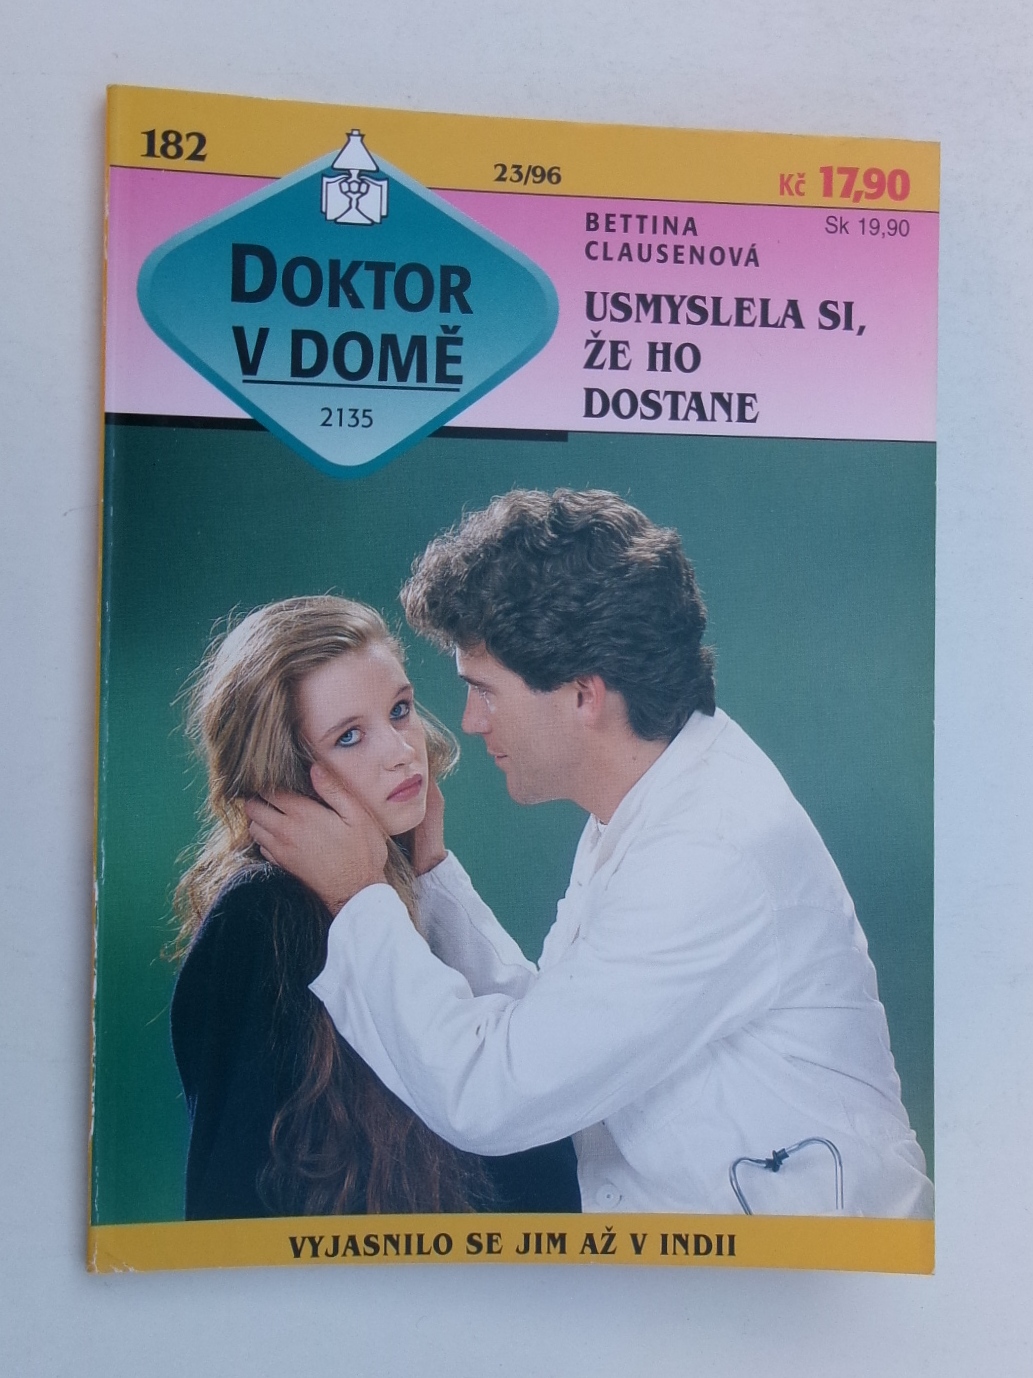 182
23/96
Kč 17,90
Sk 19,90
DOKTOR
V DOMĚ
2135
BETTINA
CLAUSENOVÁ
USMYSLELA SI,
ŽE HO
DOSTANE
VYJASNILO SE JIM AŽ V INDII